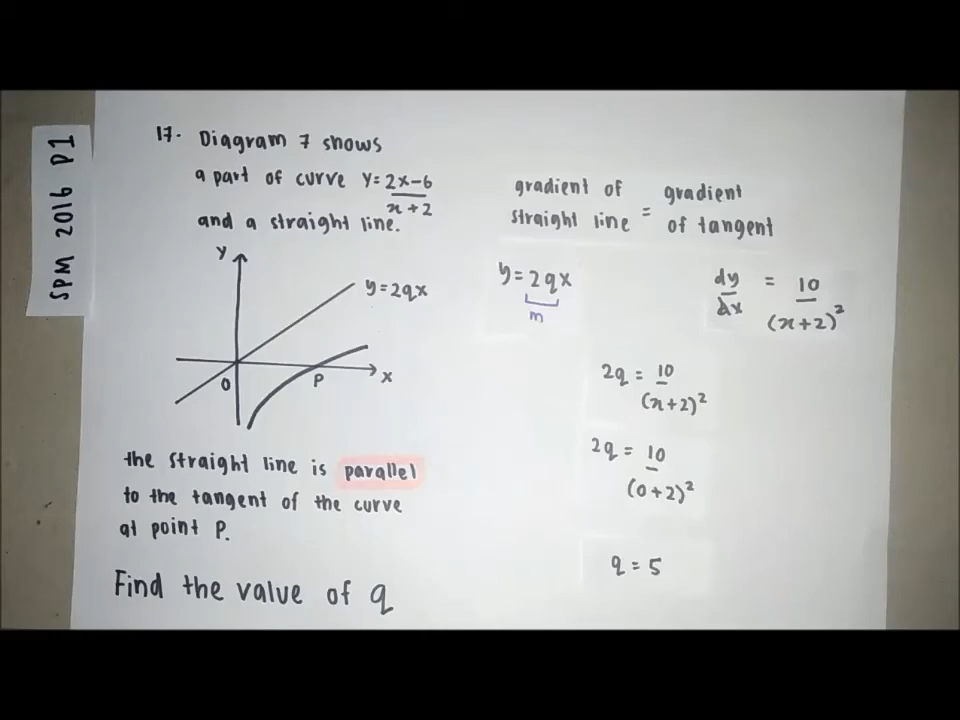 SPM 2016 P1
17. Diagram 7 shows
a part of curve y = 2x-6
x+2
and a straight line.
y
y = 2qx
O
P
x
the straight line is parallel
to the tangent of the curve
at point P.
Find the value of q
gradient of = gradient
straight line of tangent
y = 2qx
m
dy = 10
dx (x+2)²
2q = 10
(x+2)²
2q = 10
(0+2)²
q = 5